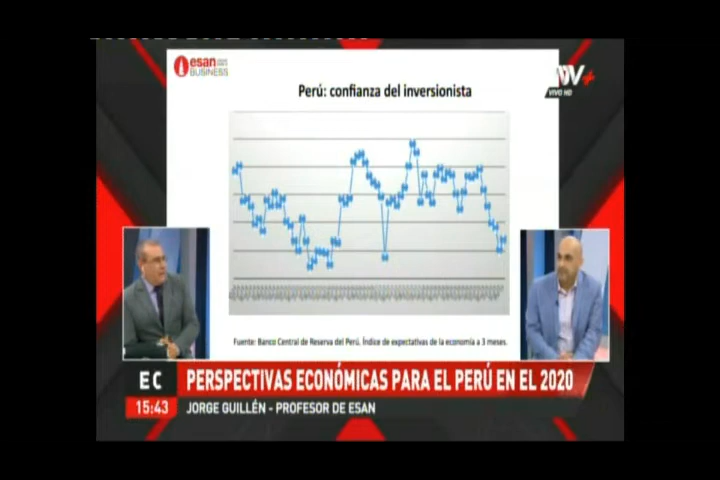 esan
BUSINESS
Perú: confianza del inversionista
VIVO HD
Fuente: Banco Central de Reserva del Perú. Índice de expectativas de la economía a 3 meses.
EC
PERSPECTIVAS ECONÓMICAS PARA EL PERÚ EN EL 2020
15:43
JORGE GUILLÉN - PROFESOR DE ESAN